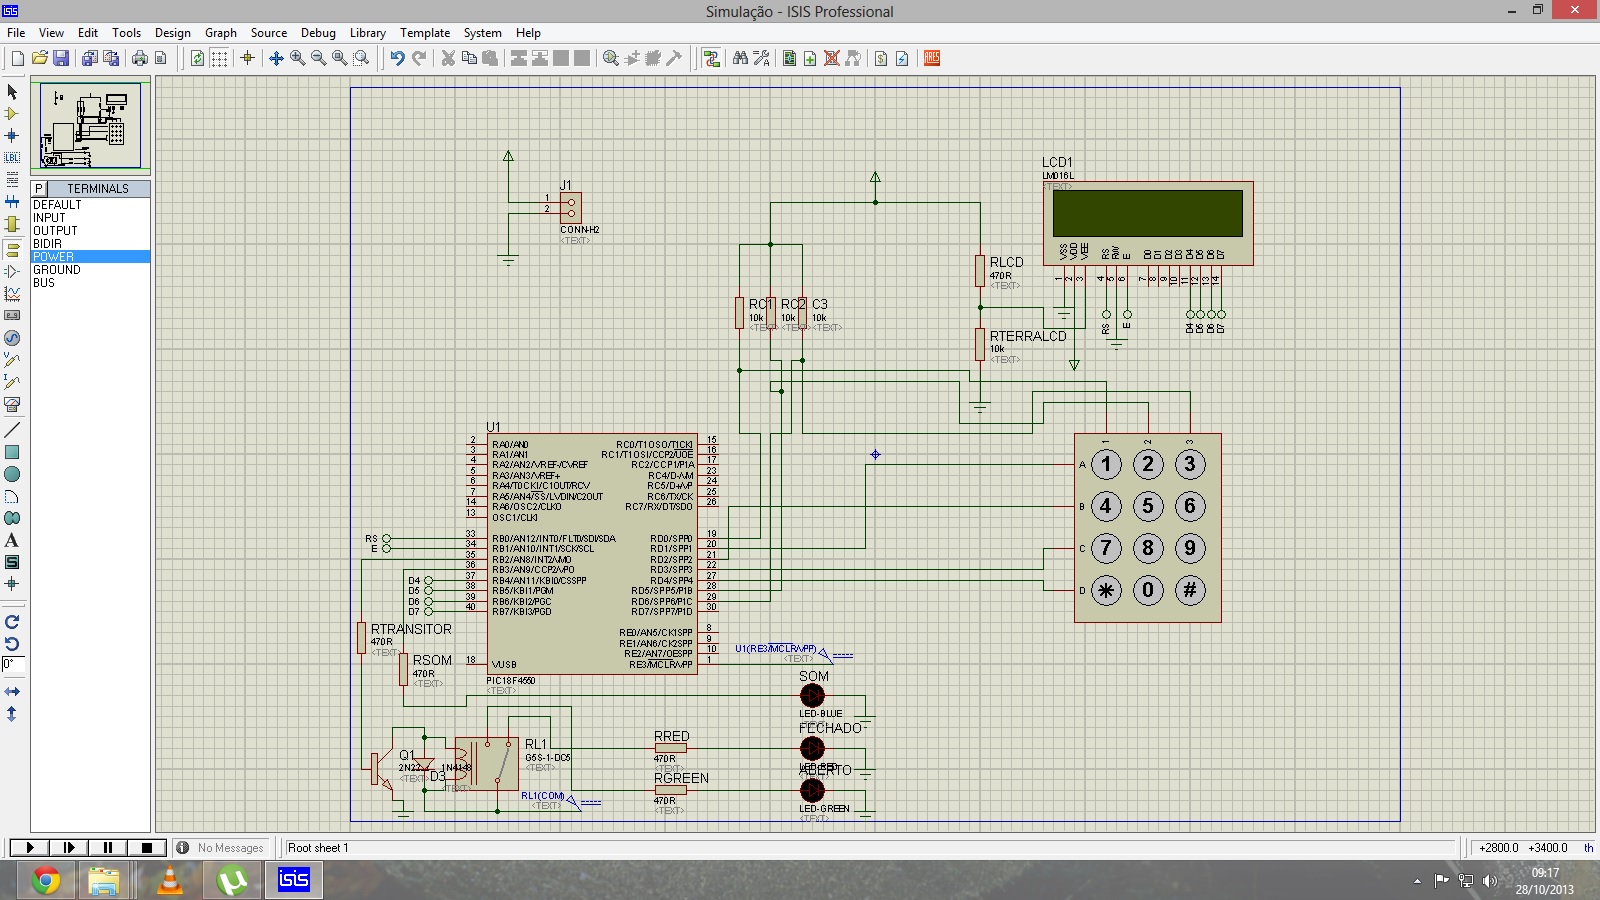 isis
Simulação - ISIS Professional
File View Edit Tools Design Graph Source Debug Library Template System Help
ARES
LBL
A
S
0°
P TERMINALS
DEFAULT
INPUT
OUTPUT
BIDIR
POWER
GROUND
BUS
J1
1
2
CONN-H2
<TEXT>
LCD1
LM016L
<TEXT>
VSS VDD VEE RS RW E D0 D1 D2 D3 D4 D5 D6 D7
1 2 3 4 5 6 7 8 9 10 11 12 13 14
RS E D4 D5 D6 D7
RLCD
470R
<TEXT>
RTERRALCD
10k
<TEXT>
RC1 RC2 C3
10k 10k 10k
<TEXT> <TEXT> <TEXT>
U1
2 RA0/AN0 RC0/T1OSO/T1CKI 15
3 RA1/AN1 RC1/T1OSI/CCP2/UOE 16
4 RA2/AN2/VREF-/CVREF RC2/CCP1/P1A 17
5 RA3/AN3/VREF+ RC4/D-/VM 23
6 RA4/T0CKI/C1OUT/RCV RC5/D+/VP 24
7 RA5/AN4/SS/LVDIN/C2OUT RC6/TX/CK 25
14 RA6/OSC2/CLKO RC7/RX/DT/SDO 26
13 OSC1/CLKI
RS 33 RB0/AN12/INT0/FLT0/SDI/SDA RD0/SPP0 19
E 34 RB1/AN10/INT1/SCK/SCL RD1/SPP1 20
35 RB2/AN8/INT2/VMO RD2/SPP2 21
36 RB3/AN9/CCP2/VPO RD3/SPP3 22
D4 37 RB4/AN11/KBI0/CSSPP RD4/SPP4 27
D5 38 RB5/KBI1/PGM RD5/SPP5/P1B 28
D6 39 RB6/KBI2/PGC RD6/SPP6/P1C 29
D7 40 RB7/KBI3/PGD RD7/SPP7/P1D 30
RE0/AN5/CK1SPP 8
RE1/AN6/CK2SPP 9
RE2/AN7/OESPP 10
18 VUSB RE3/MCLR/VPP 1
PIC18F4550
<TEXT>
U1(RE3/MCLR/VPP)
<TEXT>
1 2 3
A 1 2 3
B 4 5 6
C 7 8 9
D * 0 #
RTRANSITOR
470R
<TEXT>
RSOM
470R
<TEXT>
SOM
LED-BLUE
FECHADO
ABERTO
LED-GREEN
<TEXT>
RRED
470R
<TEXT>
RGREEN
470R
<TEXT>
Q1
<TEXT>
D3
1N4148
<TEXT>
RL1
G5S-1-DC5
<TEXT>
RL1(COM)
<TEXT>
No Messages
Root sheet 1
+2800.0 +3400.0 th
isis
09:17
28/10/2013